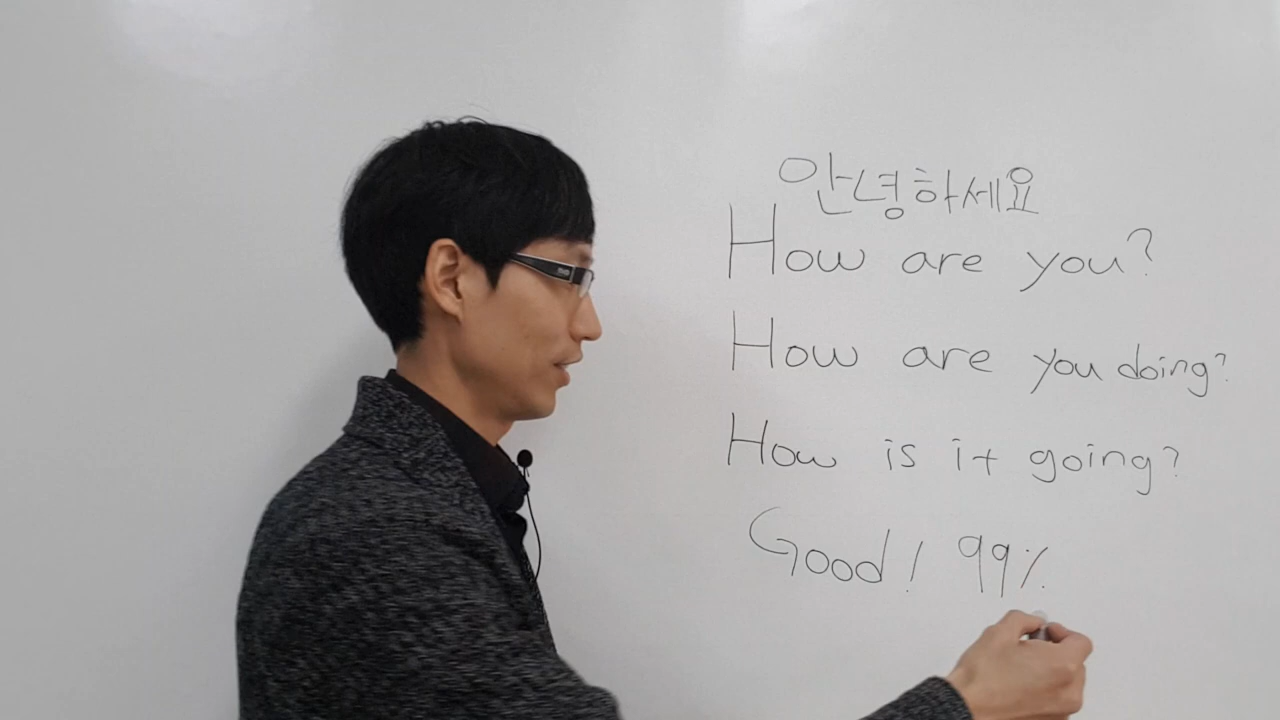 안녕하세요
How are you?
How are you doing?
How is it going?
Good! 99%